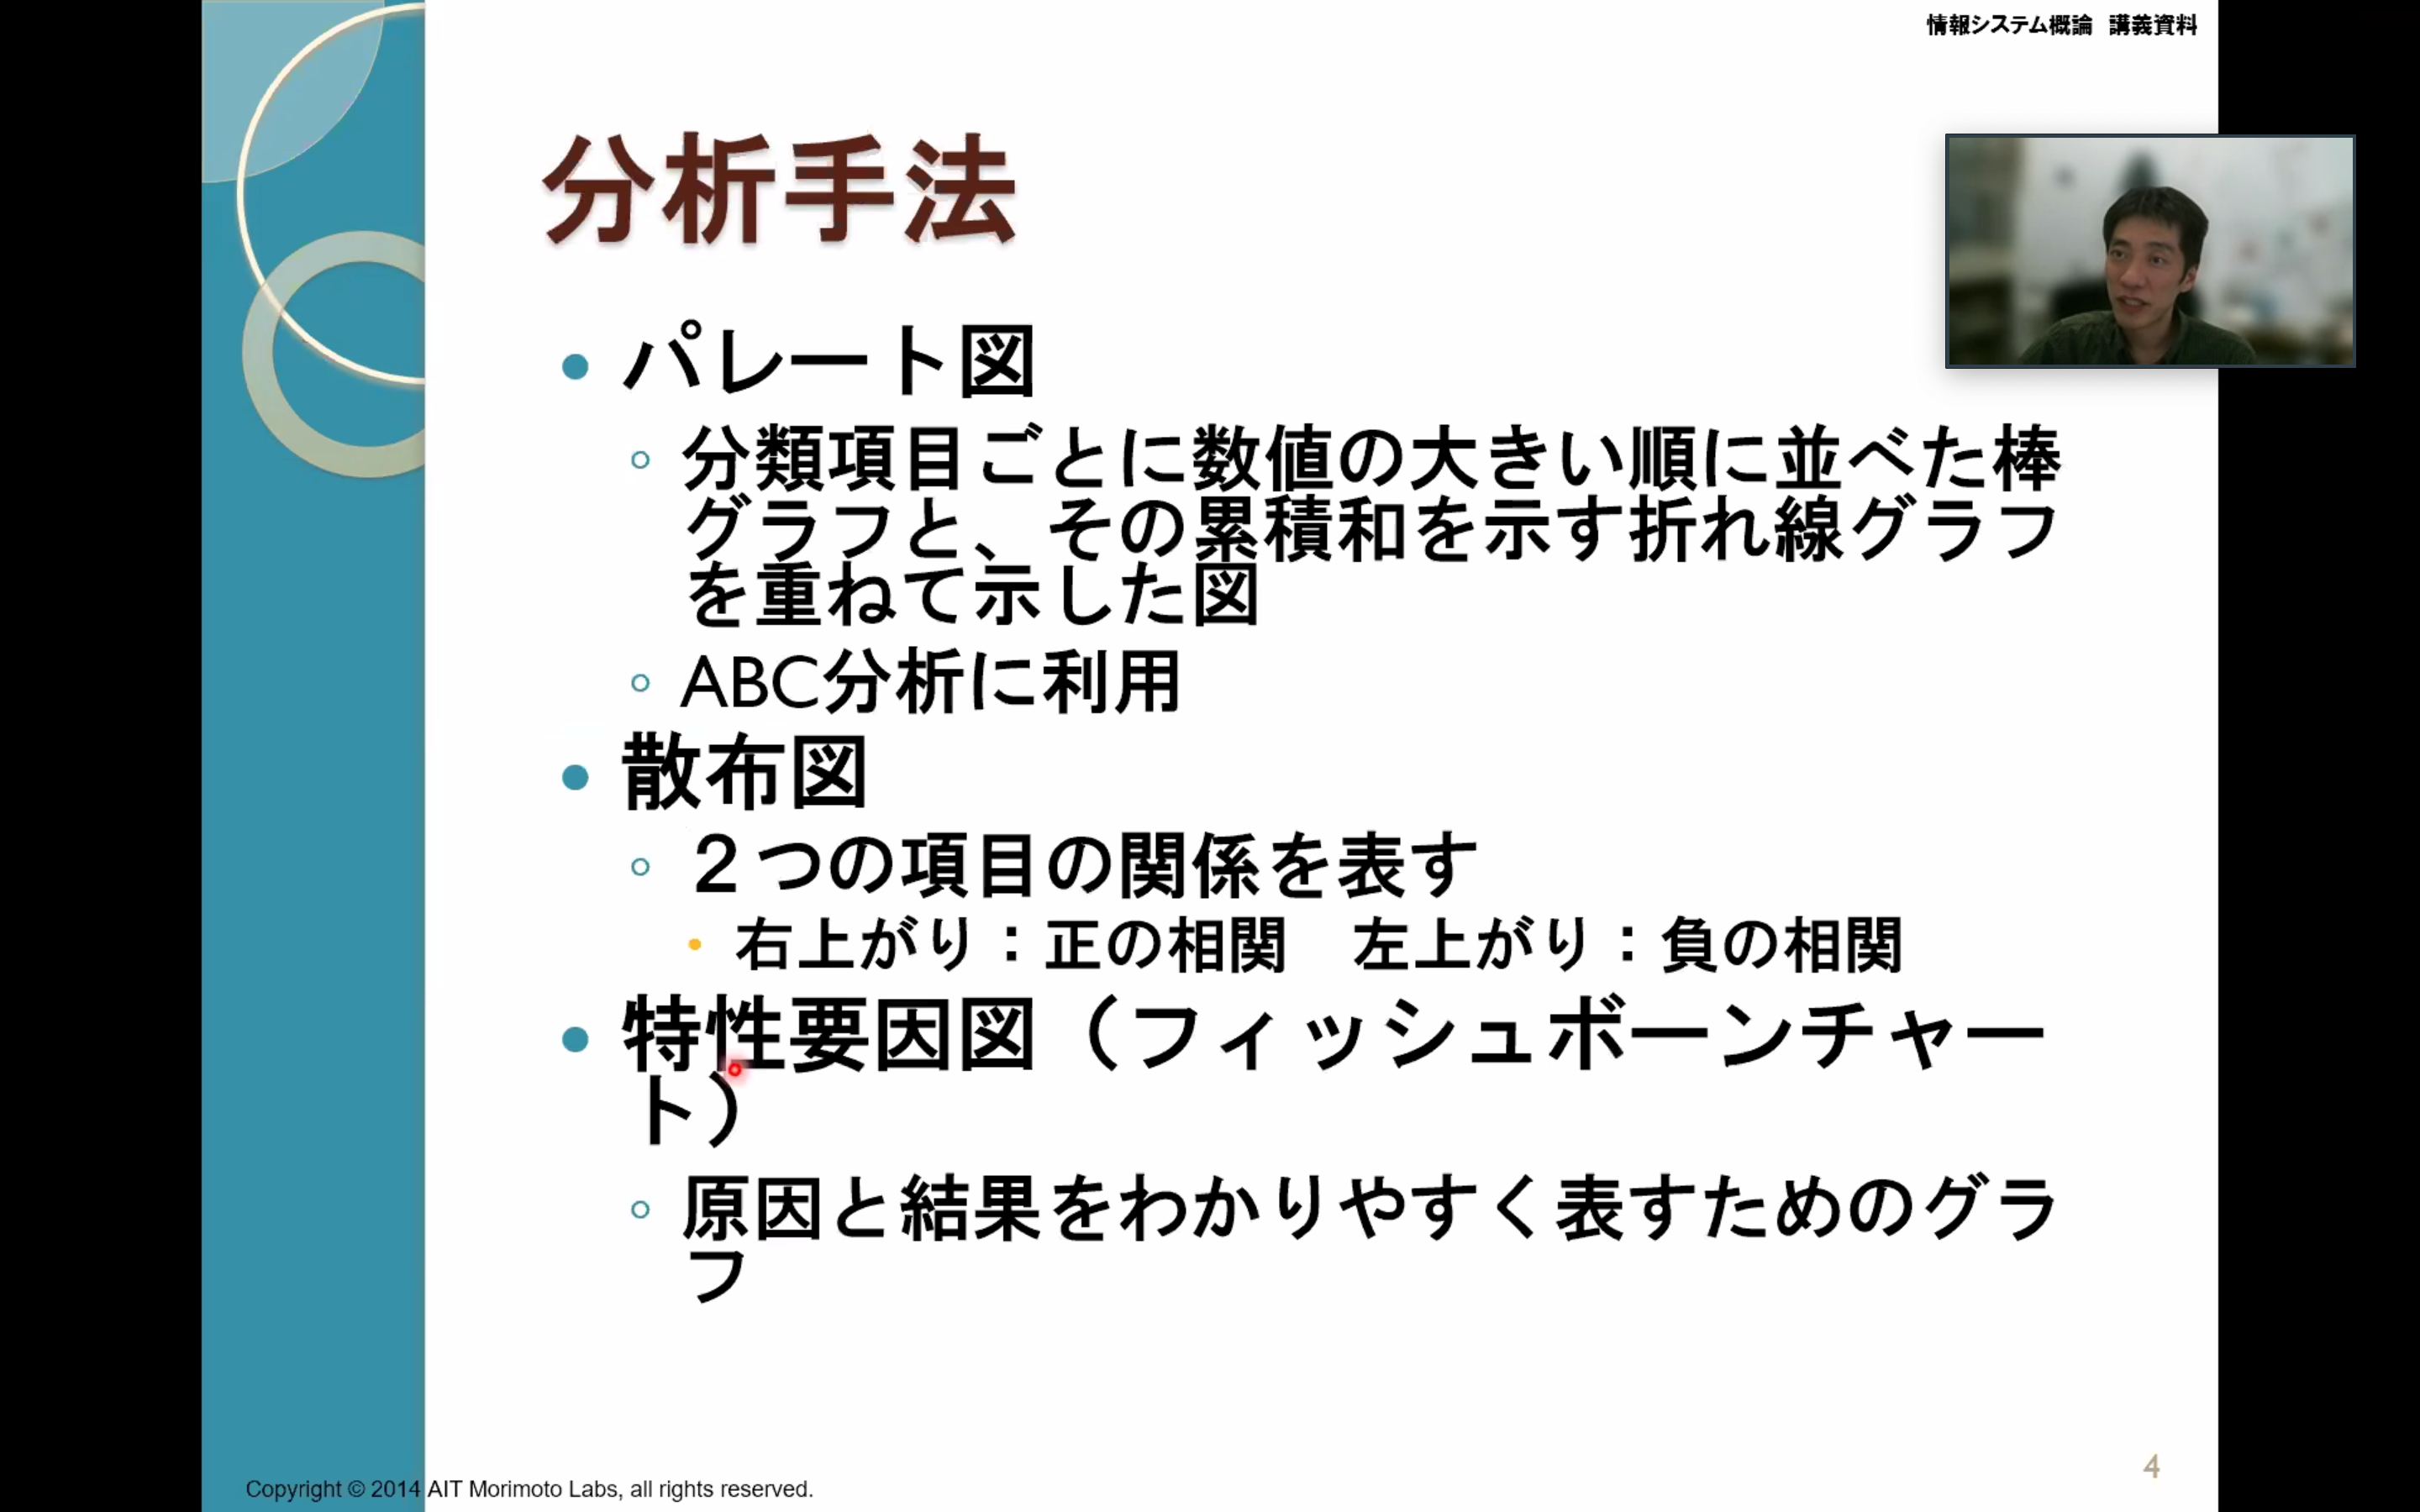 情報システム概論　講義資料
分析手法
パレート図
分類項目ごとに数値の大きい順に並べた棒
グラフと、その累積和を示す折れ線グラフ
を重ねて示した図
ABC分析に利用
散布図
２つの項目の関係を表す
右上がり：正の相関　左上がり：負の相関
特性要因図（フィッシュボーンチャー
ト）
原因と結果をわかりやすく表すためのグラ
フ
Copyright © 2014 AIT Morimoto Labs, all rights reserved.
4